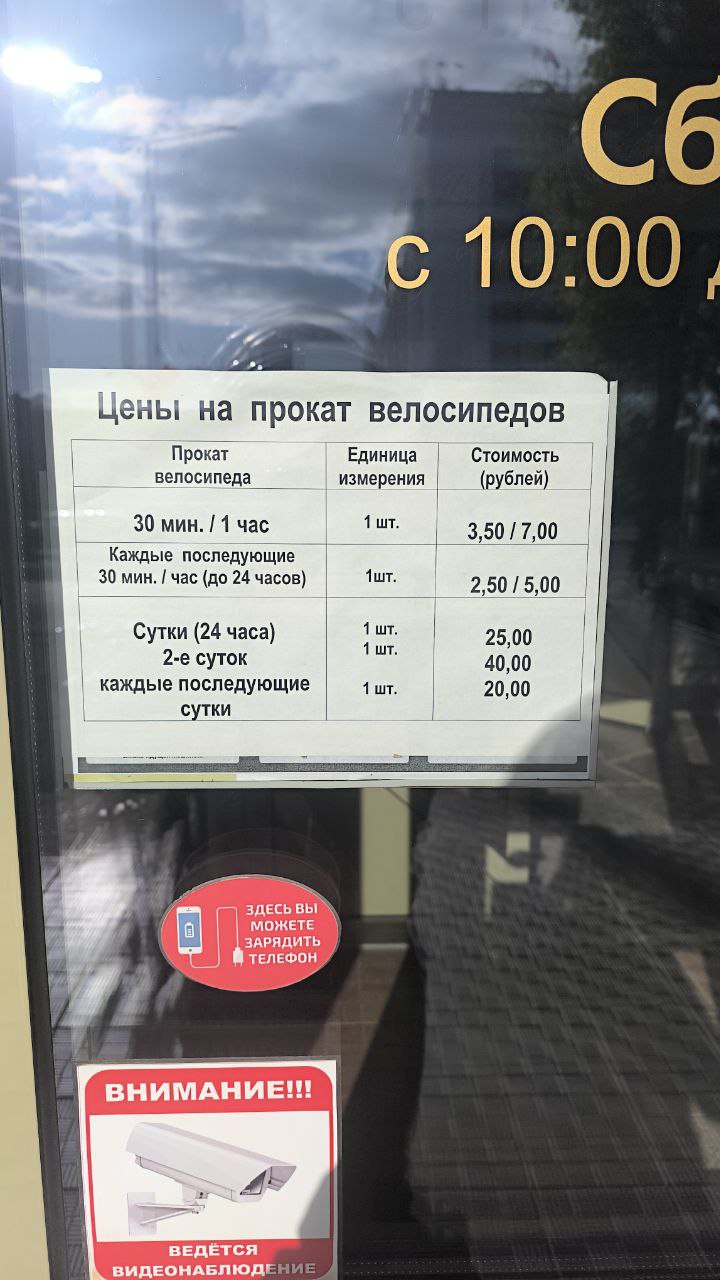 Сб
с 10:00
Цены на прокат велосипедов
Прокат
велосипеда
Единица
измерения
Стоимость
(рублей)
30 мин. / 1 час
1 шт.
3,50 / 7,00
Каждые последующие
30 мин. / час (до 24 часов)
1шт.
2,50 / 5,00
Сутки (24 часа)
1 шт.
25,00
2-е суток
1 шт.
40,00
каждые последующие
сутки
1 шт.
20,00
ЗДЕСЬ ВЫ
МОЖЕТЕ
ЗАРЯДИТЬ
ТЕЛЕФОН
ВНИМАНИЕ!!!
ВЕДЁТСЯ
ВИДЕОНАБЛЮДЕНИЕ